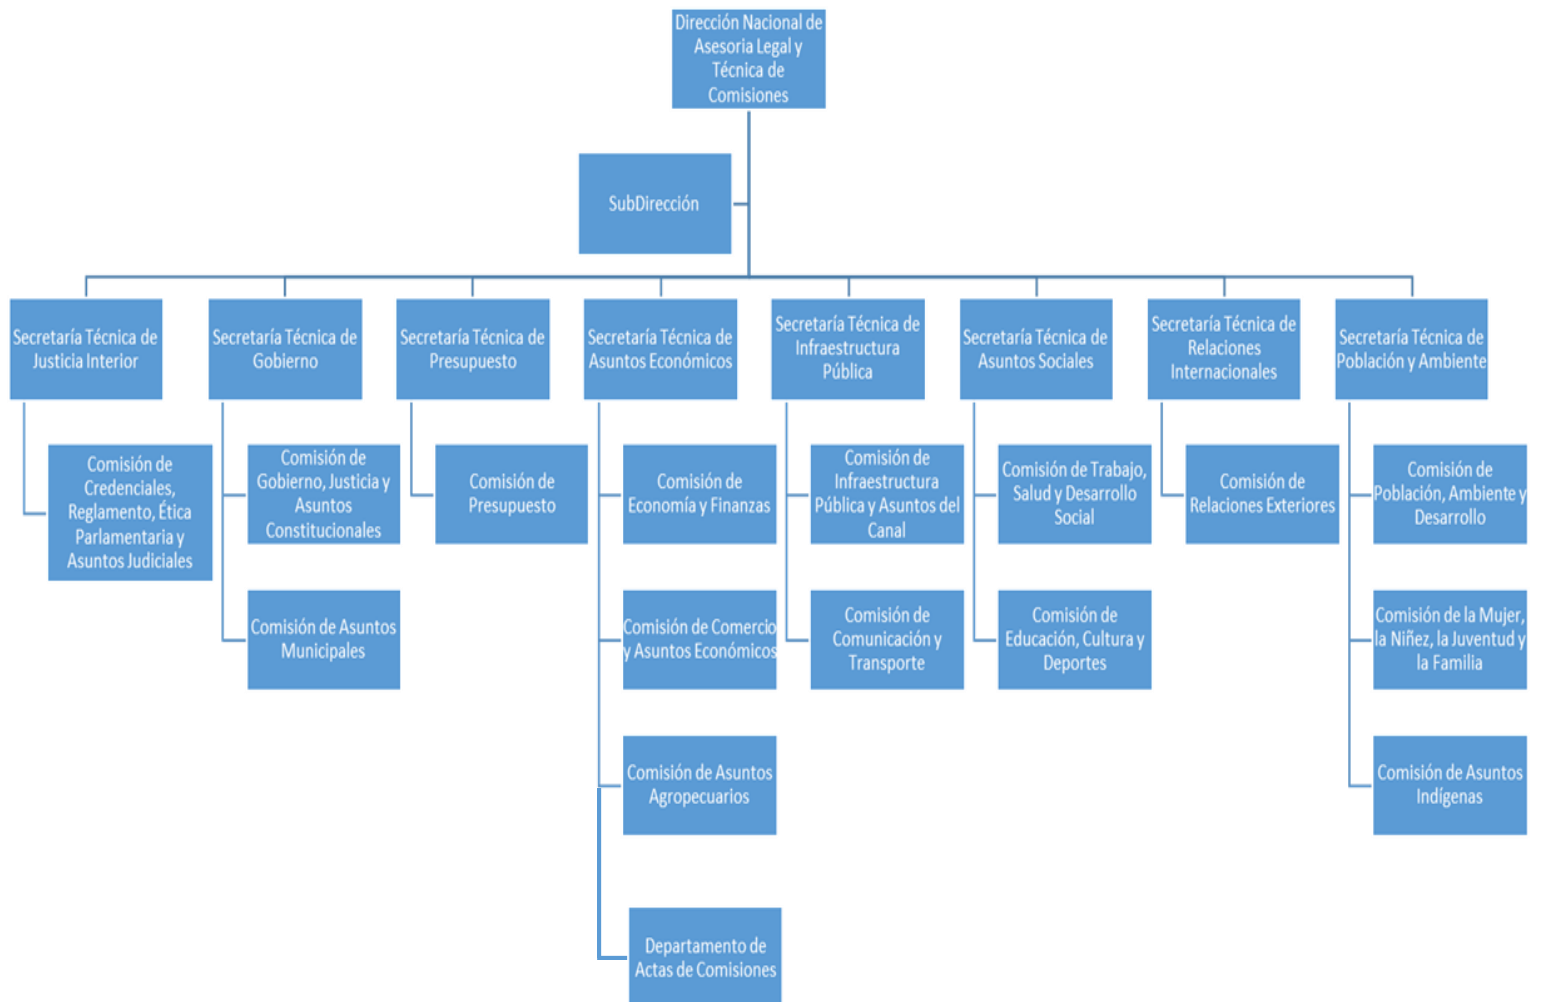 Dirección Nacional de
Asesoria Legal y
Técnica de
Comisiones
SubDirección
Secretaría Técnica de
Justicia Interior
Secretaría Técnica de
Gobierno
Secretaría Técnica de
Presupuesto
Secretaría Técnica de
Asuntos Económicos
Secretaría Técnica de
Infraestructura
Pública
Secretaría Técnica de
Asuntos Sociales
Secretaría Técnica de
Relaciones
Internacionales
Secretaría Técnica de
Población y Ambiente
Comisión de
Credenciales,
Reglamento, Ética
Parlamentaria y
Asuntos Judiciales
Comisión de
Gobierno, Justicia y
Asuntos
Constitucionales
Comisión de
Presupuesto
Comisión de
Economía y Finanzas
Comisión de
Infraestructura
Pública y Asuntos del
Canal
Comisión de Trabajo,
Salud y Desarrollo
Social
Comisión de
Relaciones Exteriores
Comisión de
Población, Ambiente y
Desarrollo
Comisión de Asuntos
Municipales
Comisión de Comercio
y Asuntos Económicos
Comisión de
Comunicación y
Transporte
Comisión de
Educación, Cultura y
Deportes
Comisión de la Mujer,
la Niñez, la Juventud y
la Familia
Comisión de Asuntos
Agropecuarios
Comisión de Asuntos
Indígenas
Departamento de
Actas de Comisiones